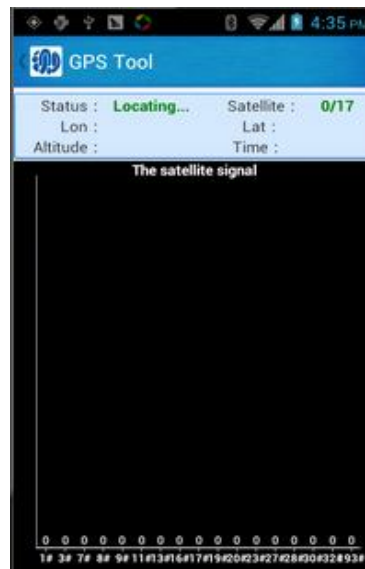 4:35 PM
GPS Tool
Status : Locating... Satellite : 0/17
Lon : Lat :
Altitude : Time :
The satellite signal
0 0 0 0 0 0 0 0 0 0 0 0 0 0 0 0 0
1# 3# 7# 8# 9# 11#13#16#17#19#20#23#27#28#30#32#93#